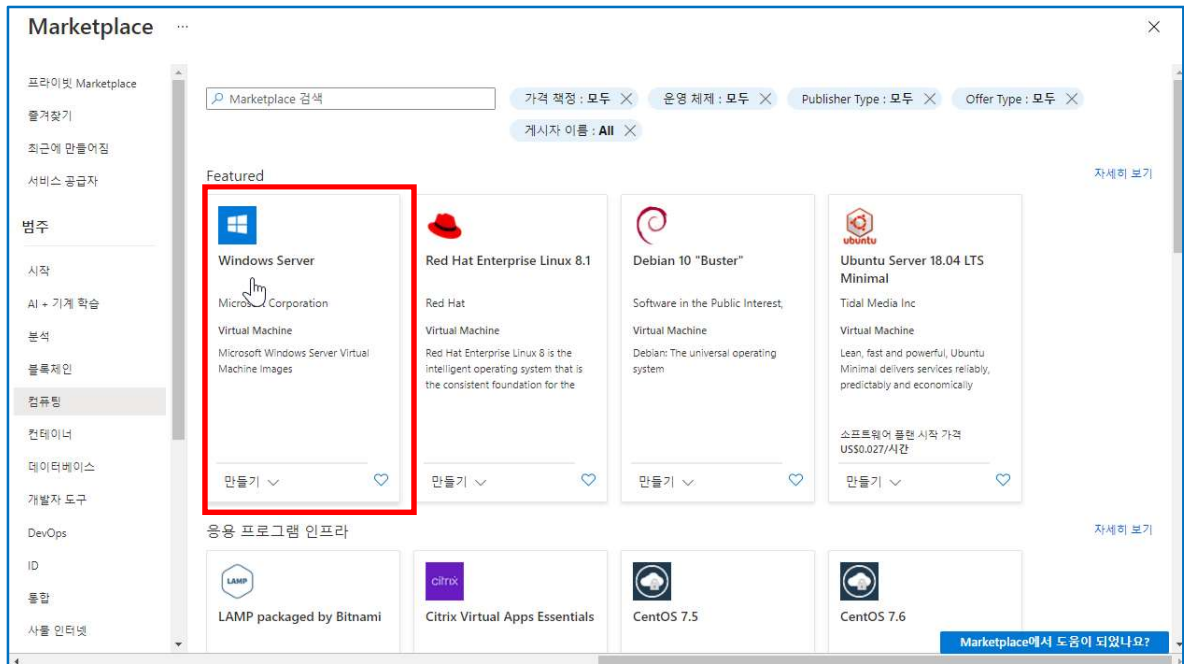 Marketplace ...
프라이빗 Marketplace
즐겨찾기
최근에 만들어짐
서비스 공급자
범주
시작
AI + 기계 학습
분석
블록체인
컴퓨팅
컨테이너
데이터베이스
개발자 도구
DevOps
ID
통합
사물 인터넷
Marketplace 검색
가격 책정 : 모두
운영 체제 : 모두
Publisher Type : 모두
Offer Type : 모두
게시자 이름 : All
Featured
자세히 보기
Windows Server
Microsoft Corporation
Virtual Machine
Microsoft Windows Server Virtual
Machine Images
만들기
Red Hat Enterprise Linux 8.1
Red Hat
Virtual Machine
Red Hat Enterprise Linux 8 is the
intelligent operating system that is
the consistent foundation for the
만들기
Debian 10 "Buster"
Software in the Public Interest,
Virtual Machine
Debian: The universal operating
system
만들기
ubuntu
Ubuntu Server 18.04 LTS
Minimal
Tidal Media Inc
Virtual Machine
Lean, fast and powerful, Ubuntu
Minimal delivers services reliably,
predictably and economically
소프트웨어 플랜 시작 가격
US$0.027/시간
만들기
응용 프로그램 인프라
자세히 보기
LAMP
LAMP packaged by Bitnami
citrix
Citrix Virtual Apps Essentials
CentOS 7.5
CentOS 7.6
Marketplace에서 도움이 되었나요?